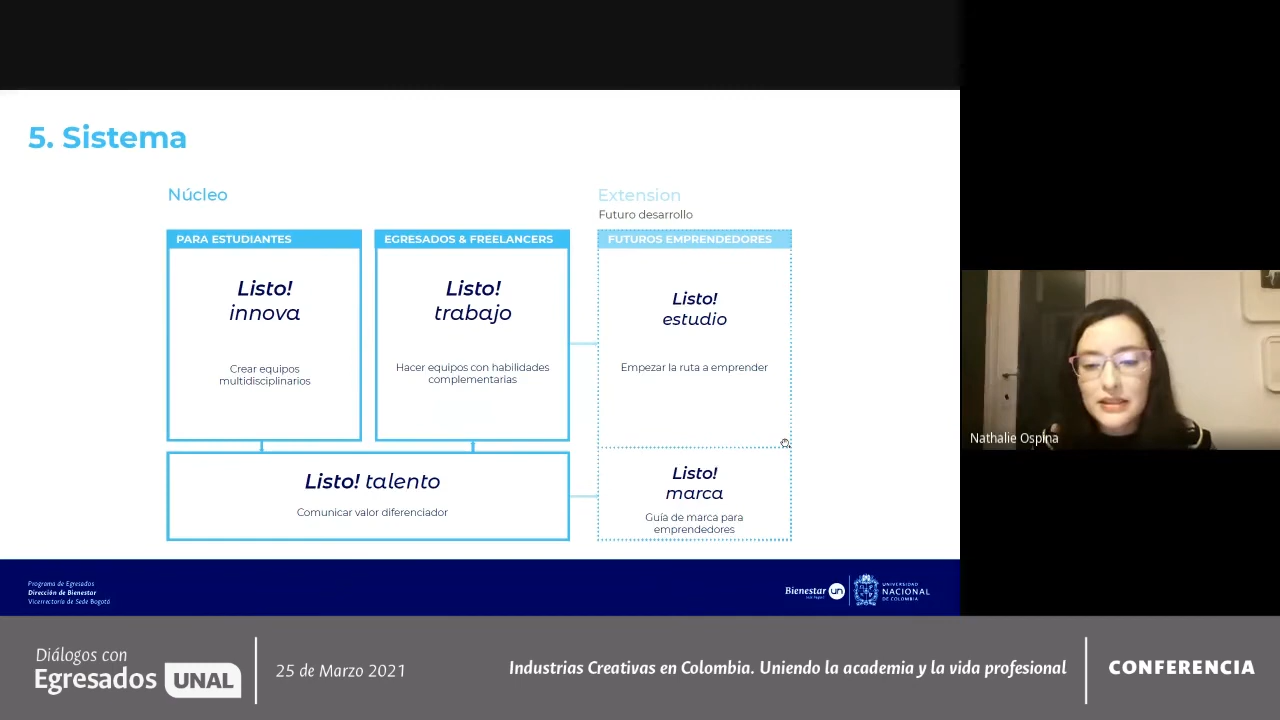 5. Sistema
Núcleo
Extension
Futuro desarrollo
PARA ESTUDIANTES
EGRESADOS & FREELANCERS
FUTUROS EMPRENDEDORES
Listo!
innova
Crear equipos
multidisciplinarios
Listo!
trabajo
Hacer equipos con habilidades
complementarias
Listo!
estudio
Empezar la ruta a emprender
Listo! talento
Comunicar valor diferenciador
Listo!
marca
Guía de marca para
emprendedores
Nathalie Ospina
Programa de Egresados
Dirección de Bienestar
Vicerrectoría de Sede Bogotá
Bienestar un
UNIVERSIDAD
NACIONAL
DE COLOMBIA
Diálogos con
Egresados UNAL
25 de Marzo 2021
Industrias Creativas en Colombia. Uniendo la academia y la vida profesional
CONFERENCIA